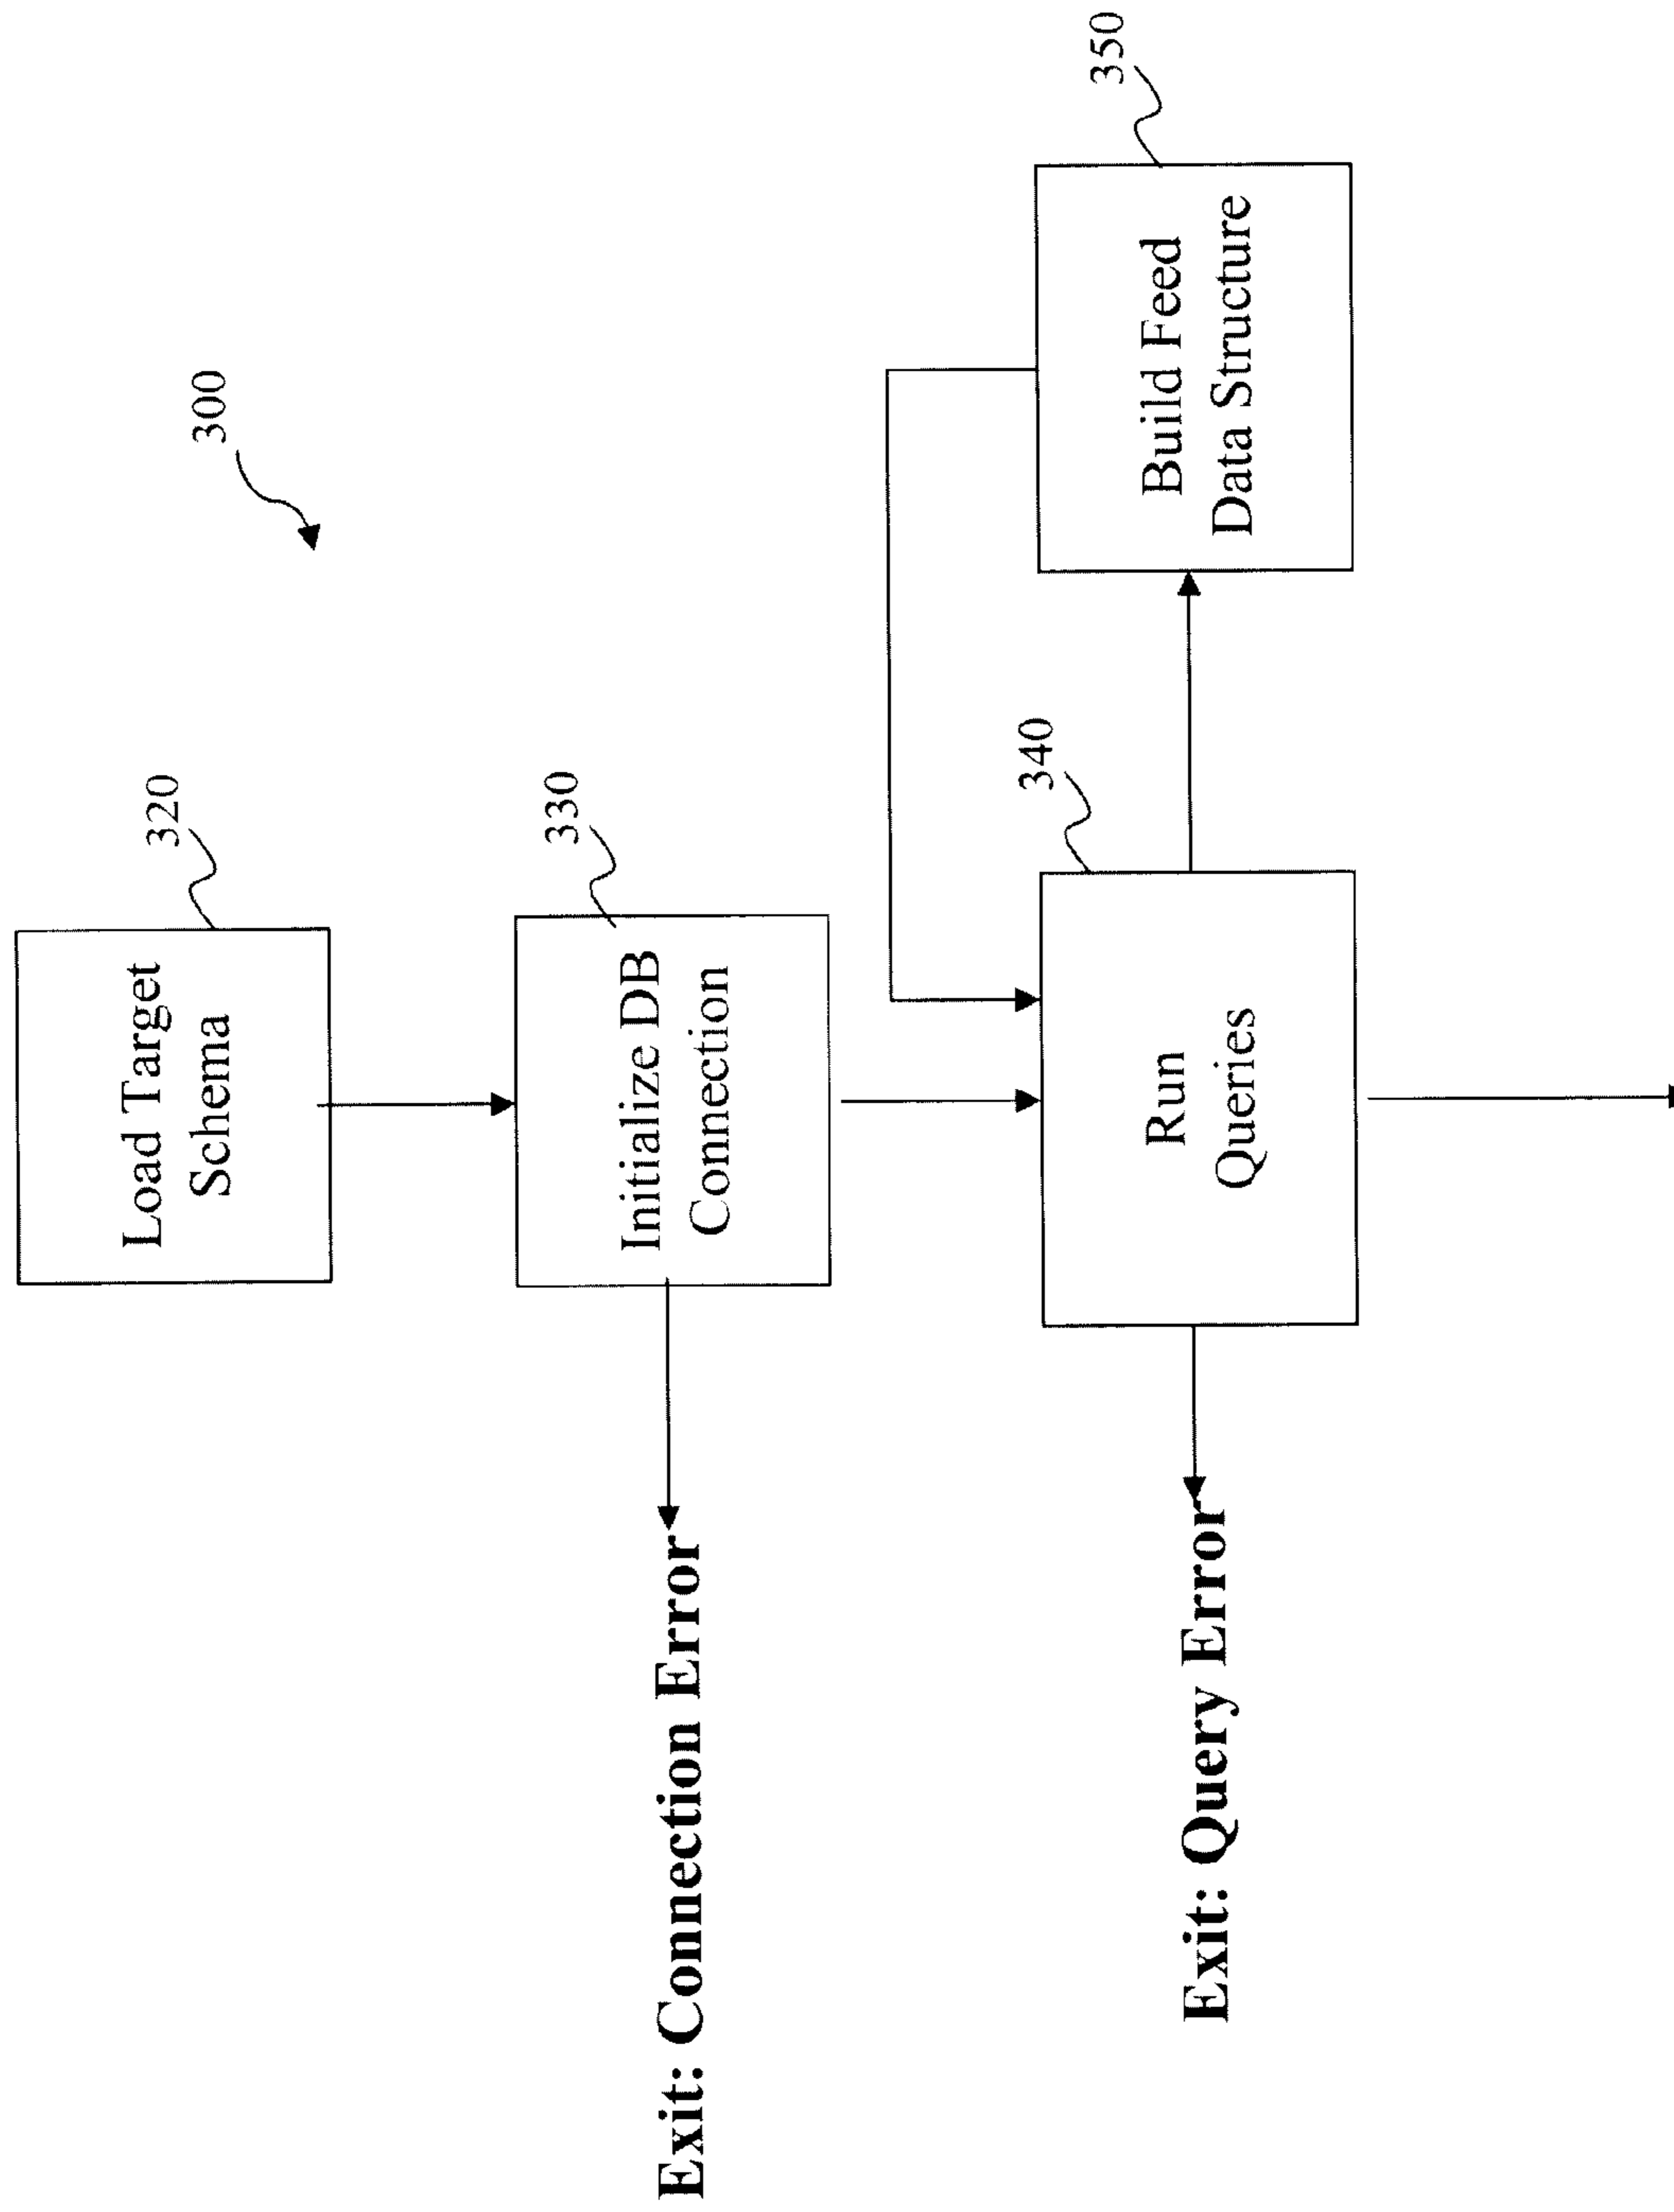 300
Load Target
Schema
320
Initialize DB
Connection
330
Exit: Connection Error
Run
Queries
340
Build Feed
Data Structure
350
Exit: Query Error